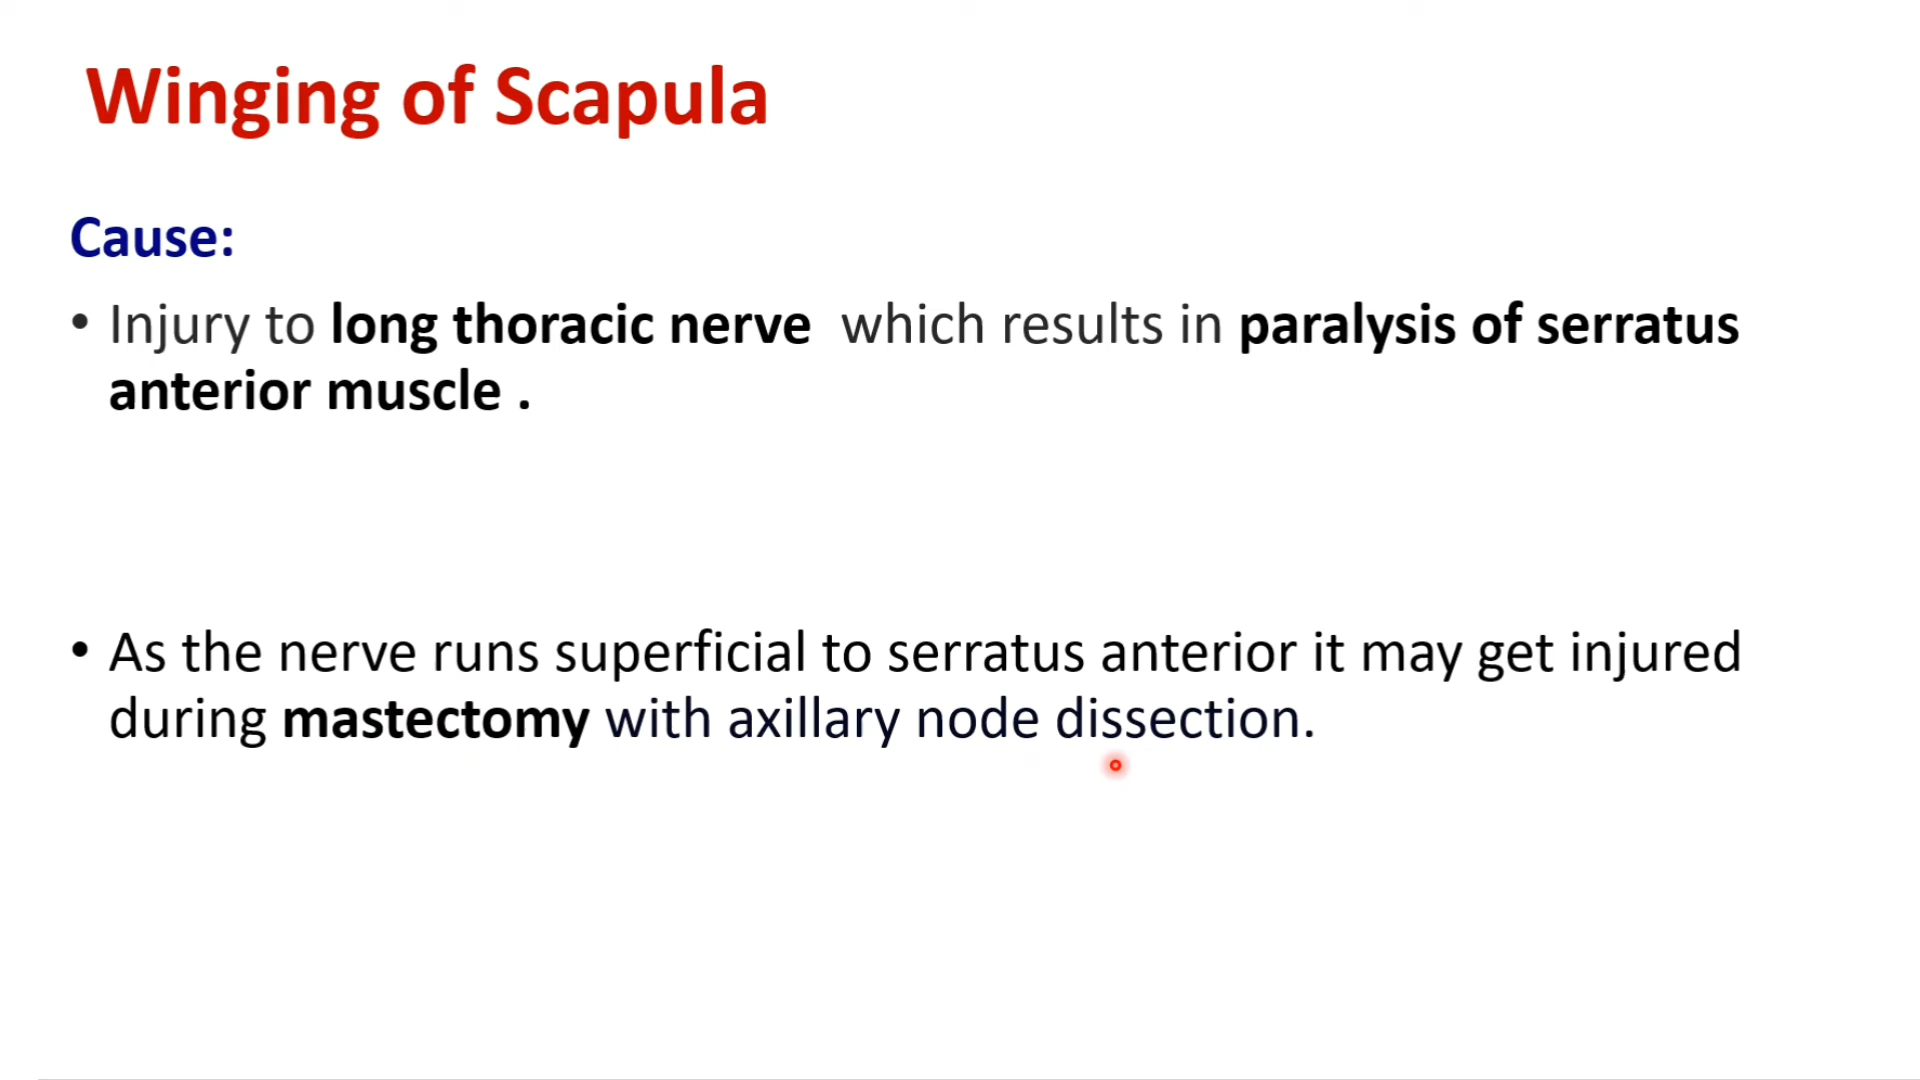 Winging of Scapula
Cause:
• Injury to long thoracic nerve  which results in paralysis of serratus
anterior muscle .
• As the nerve runs superficial to serratus anterior it may get injured
during mastectomy with axillary node dissection.